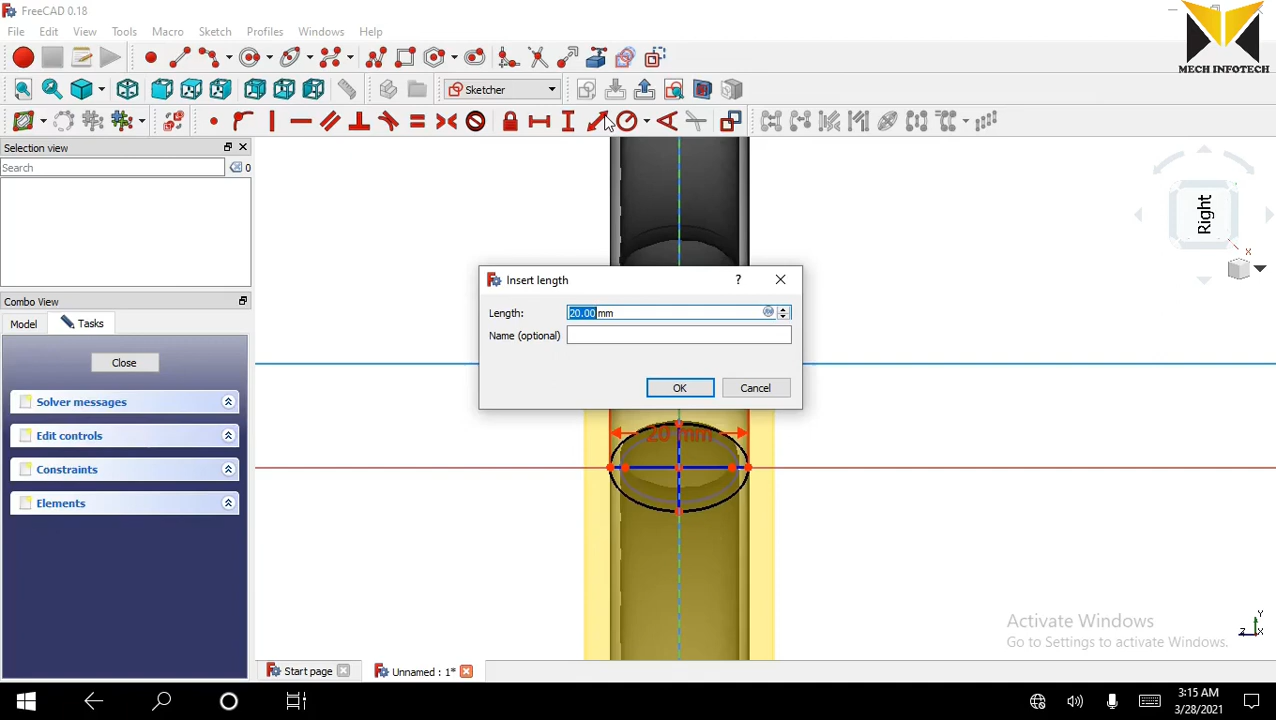 FreeCAD 0.18
File Edit View Tools Macro Sketch Profiles Windows Help
MECH INFOTECH
Sketcher
Selection view
Search
0
Combo View
Model Tasks
Close
Solver messages
Edit controls
Constraints
Elements
Insert length
?
Length: 20.00 mm
Name (optional)
OK Cancel
20 mm
Right
X
Y
Z X
Activate Windows
Go to Settings to activate Windows.
Start page Unnamed : 1*
3:15 AM
3/28/2021